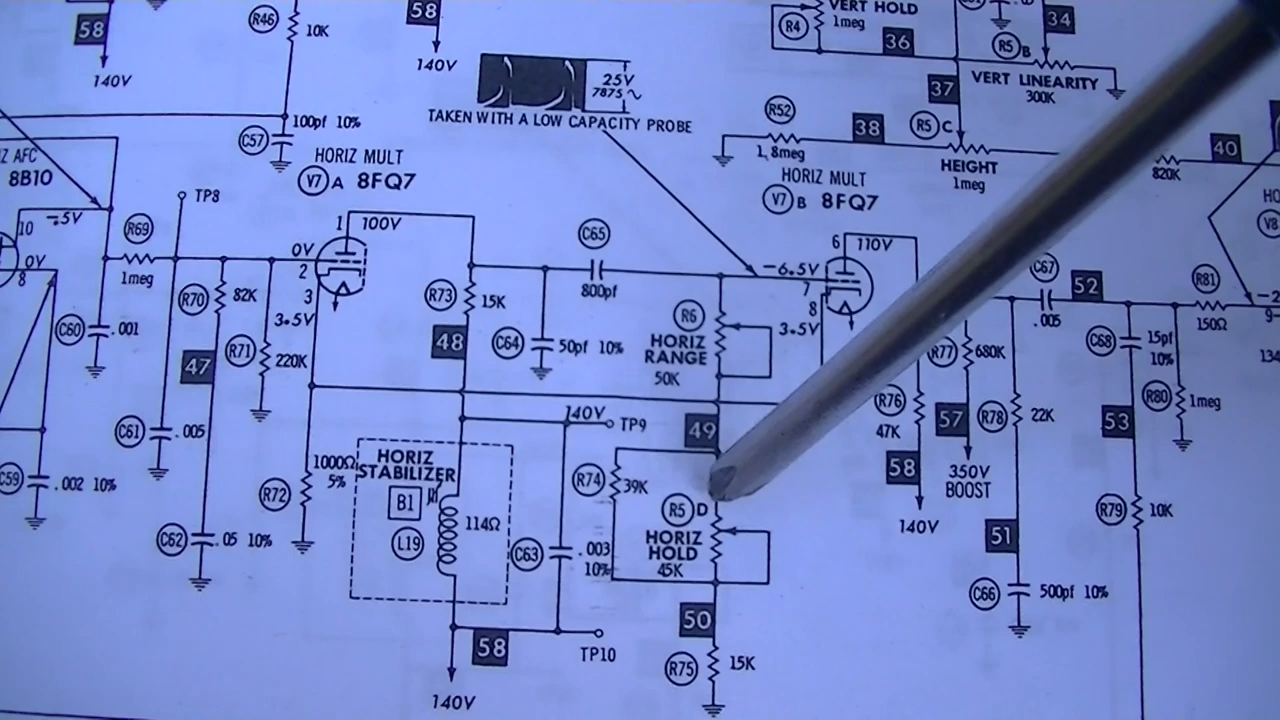 58
140V
R46
10K
58
140V
25V
7875~
TAKEN WITH A LOW CAPACITY PROBE
VERT HOLD
R4
1meg
36
34
R5 B
VERT LINEARITY
300K
37
R52
1.8meg
38
R5 C
HEIGHT
1meg
40
820K
100pf 10%
C57
HORIZ MULT
V7 A 8FQ7
HORIZ MULT
V7 B 8FQ7
Z AFC
8B10
10
-.5V
0V
8
R69
1meg
TP8
1
100V
0V
2
3
3.5V
C65
800pf
6
110V
-6.5V
7
8
3.5V
C67
.005
52
R81
150Ω
V8
R70
82K
R71
220K
47
R73
15K
48
C64
50pf 10%
R6
HORIZ
RANGE
50K
C60
.001
C61
.005
C59
.002 10%
C62
.05 10%
R72
1000Ω
5%
HORIZ
STABILIZER
B1
L19
114Ω
140V
TP9
49
R74
39K
R5 D
HORIZ
HOLD
45K
C63
.003
10%
50
R75
15K
58
TP10
140V
R77
680K
R76
47K
58
140V
57
350V
BOOST
R78
22K
51
C66
500pf 10%
C68
15pf
10%
R80
1meg
53
R79
10K
134